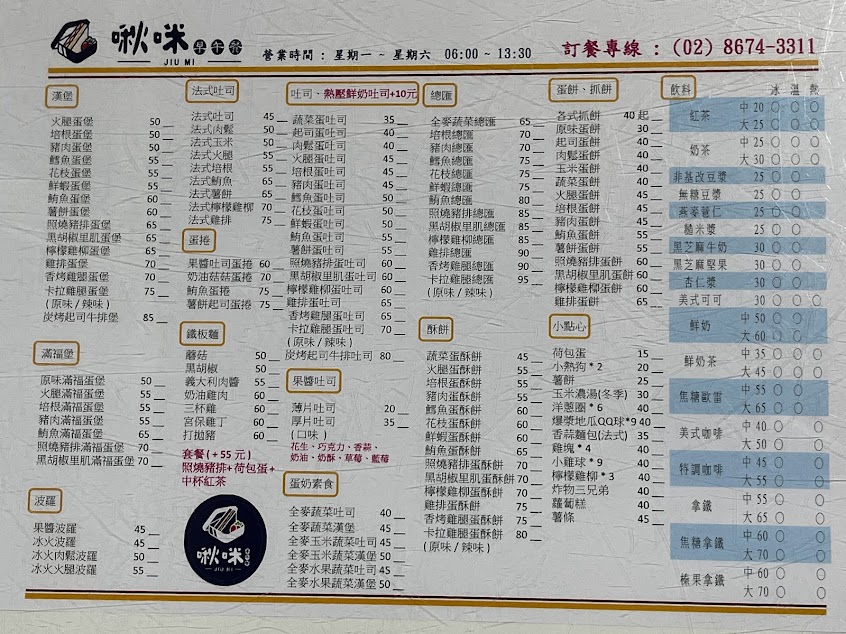 啾咪 早午餐
JIU MI
營業時間： 星期一 ~ 星期六 06:00 ~ 13:30
訂餐專線：(02) 8674-3311
漢堡
火腿蛋堡 50
培根蛋堡 50
豬肉蛋堡 50
鱈魚蛋堡 55
花枝蛋堡 55
鮮蝦蛋堡 55
鮪魚蛋堡 60
薯餅蛋堡 60
照燒豬排蛋堡 65
黑胡椒里肌蛋堡 65
檸檬雞柳蛋堡 65
雞排蛋堡 70
香烤雞腿蛋堡 70
卡拉雞腿蛋堡 75
(原味/辣味)
炭烤起司牛排堡 85
滿福堡
原味滿福蛋堡 50
火腿滿福蛋堡 55
培根滿福蛋堡 55
豬肉滿福蛋堡 55
鮪魚滿福蛋堡 65
照燒豬排滿福蛋堡 70
黑胡椒里肌滿福蛋堡 70
波羅
果醬波羅 45
冰火波羅 45
冰火肉鬆波羅 50
冰火火腿波羅 55
法式吐司
法式吐司 45
法式肉鬆 50
法式玉米 50
法式火腿 55
法式培根 55
法式鮪魚 65
法式薯餅 65
法式檸檬雞柳 70
法式雞排 75
蛋捲
果醬吐司蛋捲 60
奶油菇菇蛋捲 70
鮪魚蛋捲 75
薯餅起司蛋捲 75
鐵板麵
蘑菇 50
黑胡椒 50
義大利肉醬 55
奶油雞肉 60
三杯雞 60
宮保雞丁 60
打拋豬 60
套餐(+55元)
照燒豬排+荷包蛋+
中杯紅茶
啾咪 早午餐
JIU MI
吐司、熱壓鮮奶吐司+10元
蔬菜蛋吐司 35
起司蛋吐司 40
肉鬆蛋吐司 40
火腿蛋吐司 45
培根蛋吐司 45
豬肉蛋吐司 45
鱈魚蛋吐司 50
花枝蛋吐司 50
鮮蝦蛋吐司 50
鮪魚蛋吐司 55
薯餅蛋吐司 55
照燒豬排吐司 60
黑胡椒里肌蛋吐司 60
檸檬雞柳蛋吐司 60
雞排蛋吐司 65
香烤雞腿蛋吐司 65
卡拉雞腿蛋吐司 70
(原味/辣味)
炭烤起司牛排吐司 80
果醬吐司
薄片吐司 20
厚片吐司 35
(口味)
花生、巧克力、香蒜、
奶油、奶酥、草莓、藍莓
蛋奶素食
全麥蔬菜吐司 40
全麥蔬菜漢堡 45
全麥玉米蔬菜吐司 45
全麥玉米蔬菜漢堡 50
全麥水果蔬菜吐司 45
全麥水果蔬菜漢堡 50
總匯
全麥蔬菜總匯 65
培根總匯 70
豬肉總匯 70
鱈魚總匯 75
花枝總匯 75
鮮蝦總匯 75
鮪魚總匯 80
照燒豬排總匯 85
黑胡椒里肌總匯 85
檸檬雞柳總匯 85
雞排總匯 90
香烤雞腿總匯 90
卡拉雞腿總匯 95
(原味/辣味)
酥餅
蔬菜蛋酥餅 45
火腿蛋酥餅 50
培根蛋酥餅 55
豬肉蛋酥餅 55
鱈魚蛋酥餅 60
花枝蛋酥餅 60
鮮蝦蛋酥餅 60
鮪魚蛋酥餅 65
照燒豬排蛋酥餅 70
黑胡椒里肌蛋酥餅 70
檸檬雞柳蛋酥餅 70
雞排蛋酥餅 75
香烤雞腿蛋酥餅 75
卡拉雞腿蛋酥餅 80
(原味/辣味)
蛋餅、抓餅
各式抓餅 40 起
原味蛋餅 30
起司蛋餅 40
肉鬆蛋餅 40
玉米蛋餅 40
蔬菜蛋餅 40
火腿蛋餅 45
培根蛋餅 45
豬肉蛋餅 45
鮪魚蛋餅 55
薯餅蛋餅 55
照燒豬排蛋餅 60
黑胡椒里肌蛋餅 60
檸檬雞柳蛋餅 60
雞排蛋餅 65
小點心
荷包蛋 15
小熱狗 * 2 20
薯餅 25
玉米濃湯(冬季) 30
洋蔥圈 * 6 40
爆漿地瓜QQ球*9 40
香蒜麵包(法式) 35
雞塊 * 4 40
小雞球 * 9 45
檸檬雞柳 * 3 45
炸物三兄弟 40
蘿蔔糕 40
薯條 45
飲料 冰 溫 熱
紅茶 中 20
大 25
奶茶 中 25
大 30
非基改豆漿 25
無糖豆漿 25
燕麥薏仁 25
糙米漿 25
黑芝麻牛奶 30
黑芝麻堅果 30
杏仁漿 30
美式可可 30
鮮奶 中 50
大 60
鮮奶茶 中 35
大 45
焦糖歐蕾 中 55
大 65
美式咖啡 中 40
大 50
特調咖啡 中 45
大 55
拿鐵 中 55
大 65
焦糖拿鐵 中 60
大 70
榛果拿鐵 中 60
大 70